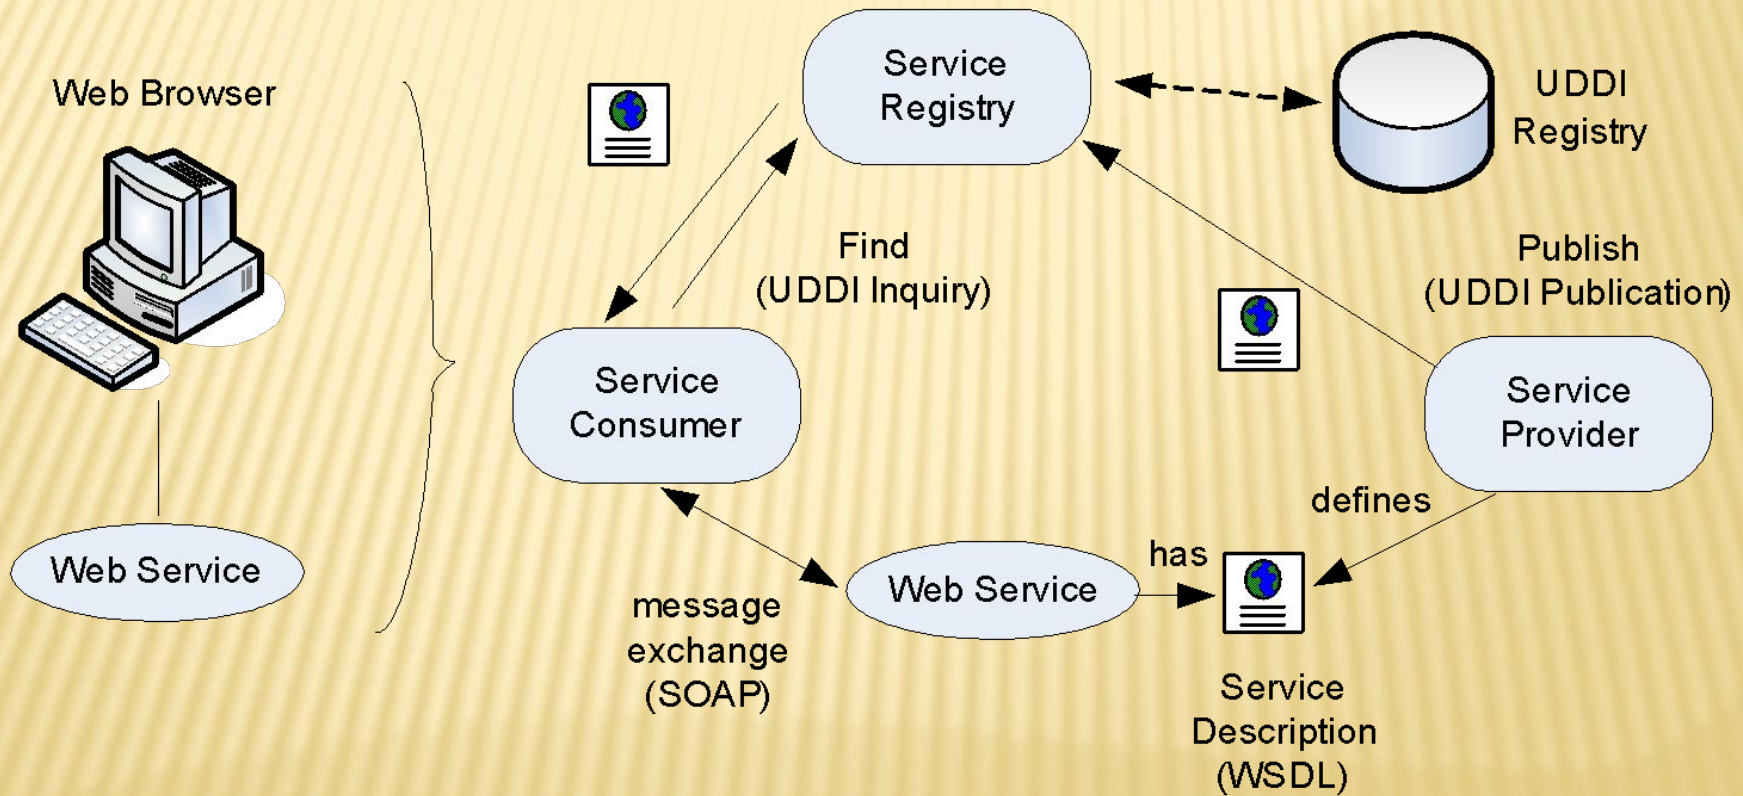 Web Browser
Web Service
Service
Registry
UDDI
Registry
Find
(UDDI Inquiry)
Publish
(UDDI Publication)
Service
Consumer
Service
Provider
defines
has
Web Service
message
exchange
(SOAP)
Service
Description
(WSDL)